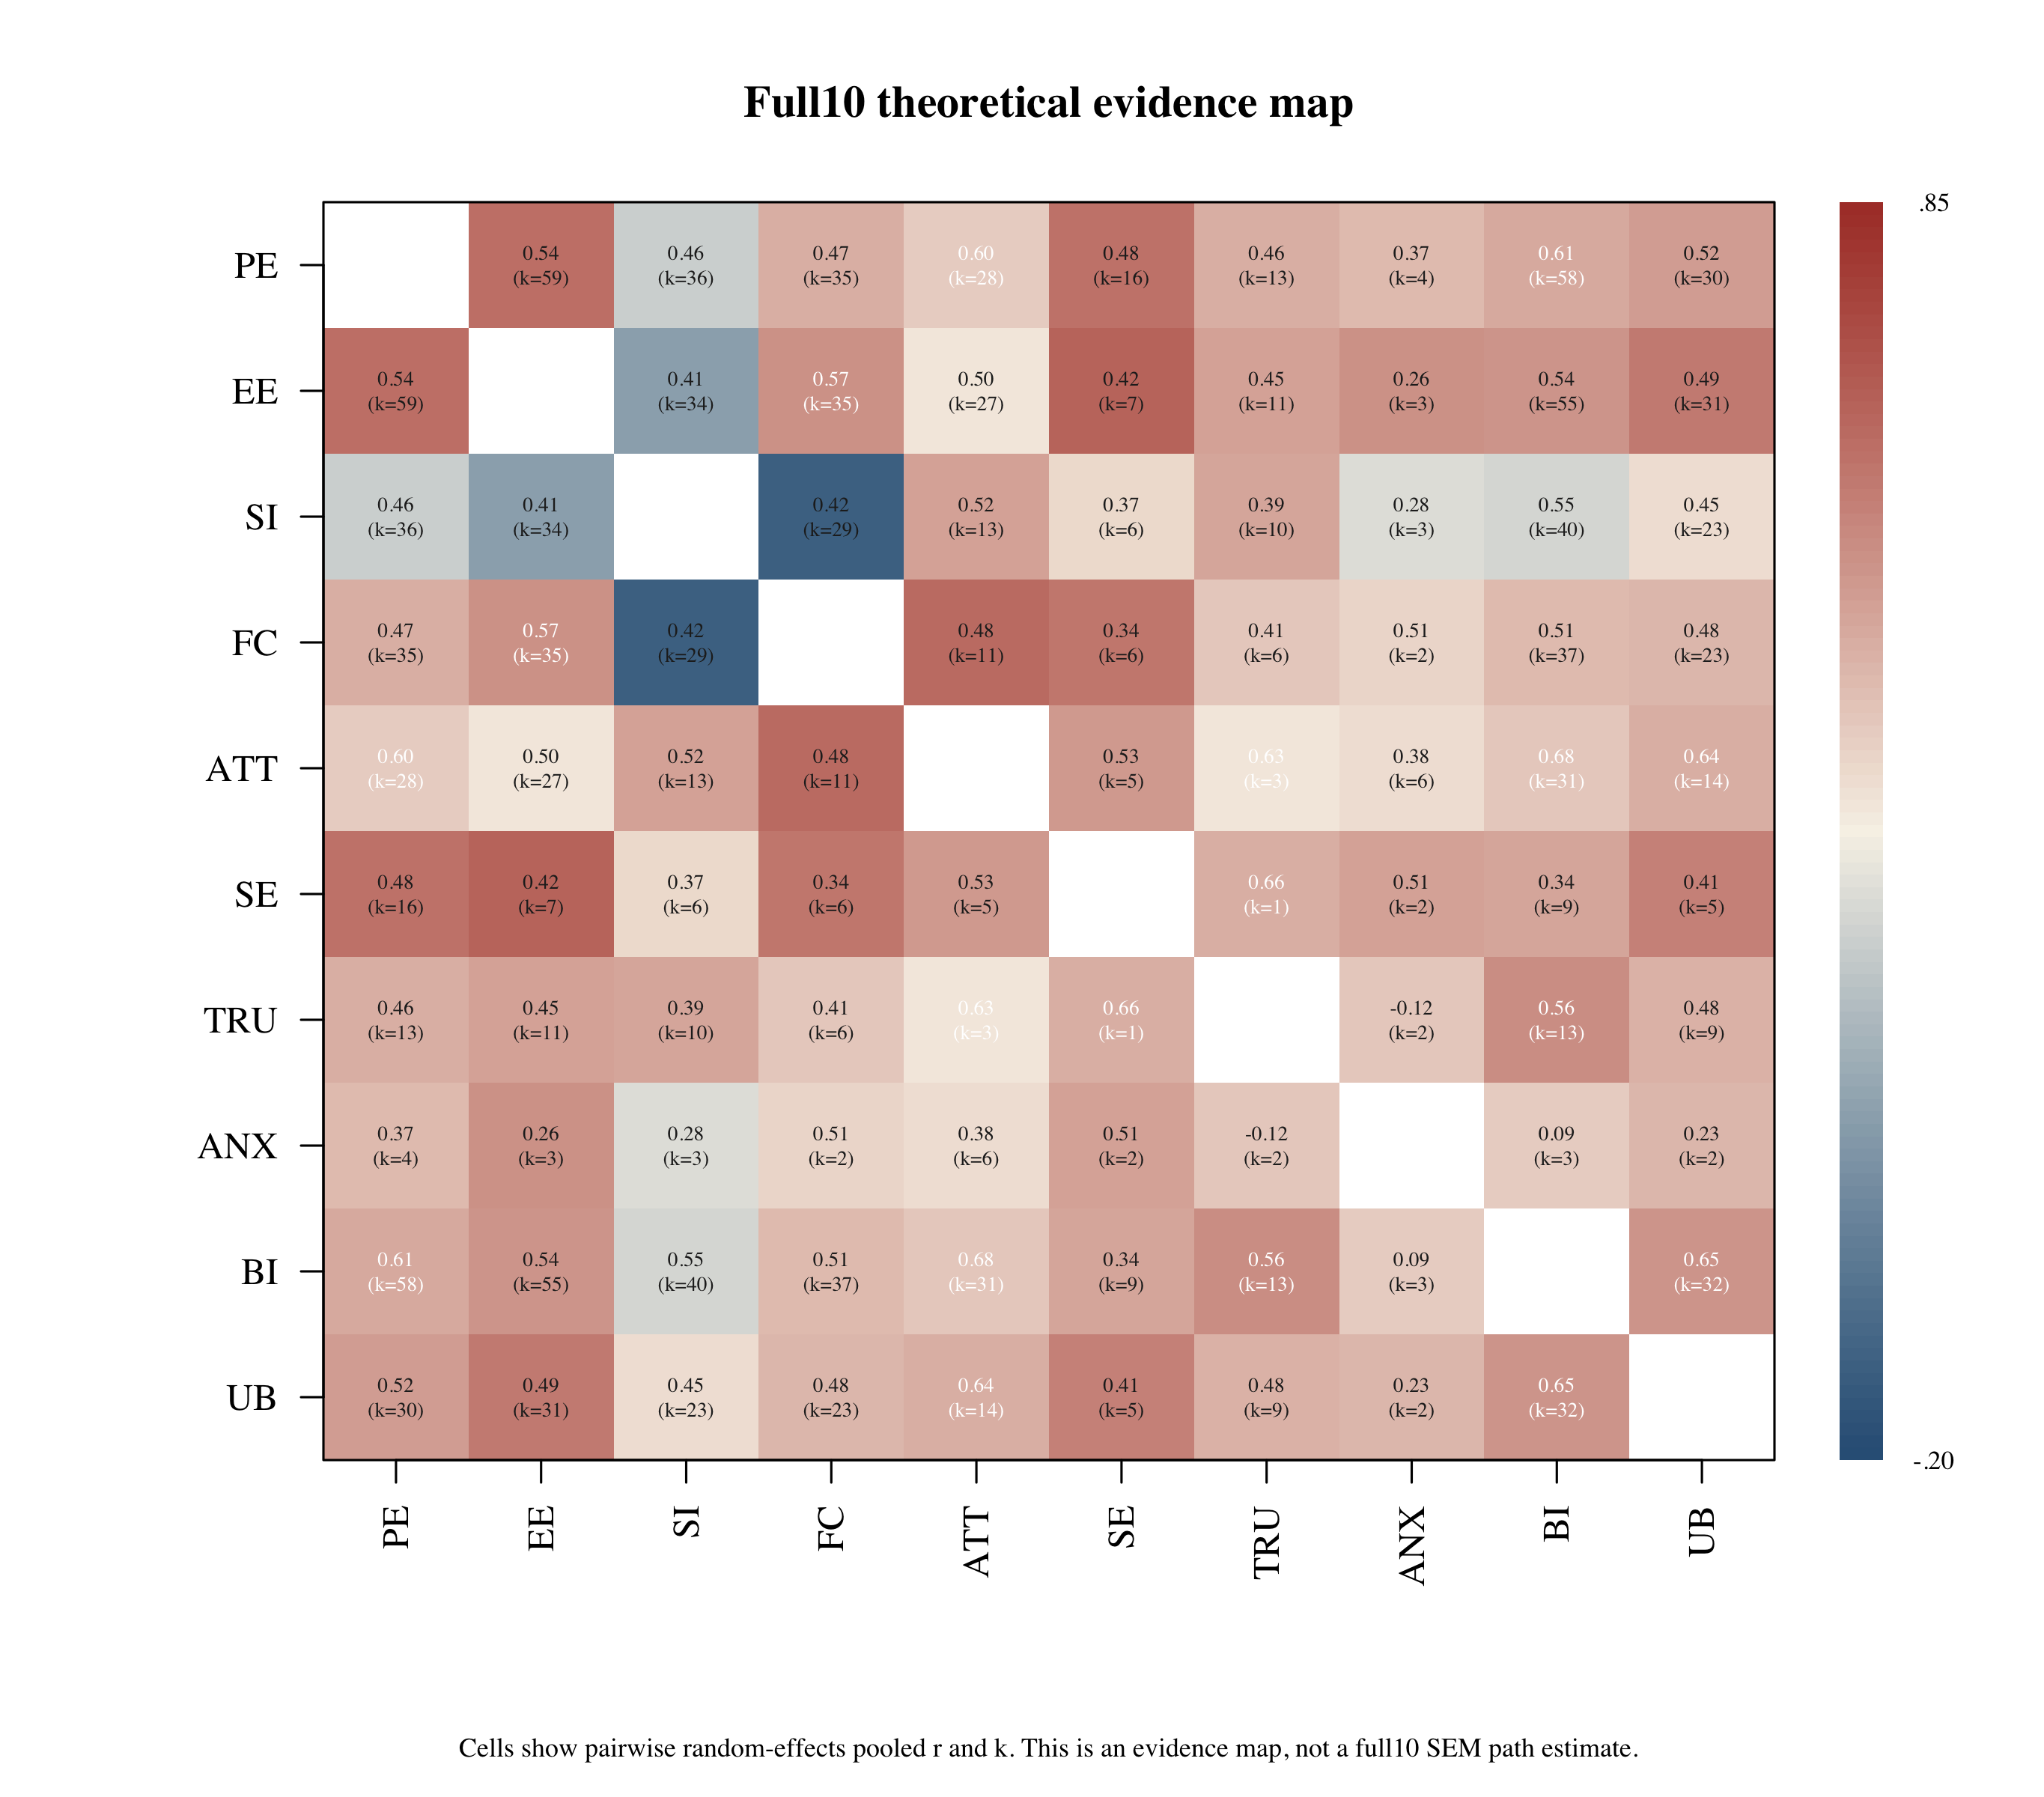 Full10 theoretical evidence map
.85
PE
0.54 0.46 0.47 0.60 0.48 0.46 0.37 0.61 0.52
(k=59) (k=36) (k=35) (k=28) (k=16) (k=13) (k=4) (k=58) (k=30)
EE
0.54 0.41 0.57 0.50 0.42 0.45 0.26 0.54 0.49
(k=59) (k=34) (k=35) (k=27) (k=7) (k=11) (k=3) (k=55) (k=31)
SI
0.46 0.41 0.42 0.52 0.37 0.39 0.28 0.55 0.45
(k=36) (k=34) (k=29) (k=13) (k=6) (k=10) (k=3) (k=40) (k=23)
FC
0.47 0.57 0.42 0.48 0.34 0.41 0.51 0.51 0.48
(k=35) (k=35) (k=29) (k=11) (k=6) (k=6) (k=2) (k=37) (k=23)
ATT
0.60 0.50 0.52 0.48 0.53 0.63 0.38 0.68 0.64
(k=28) (k=27) (k=13) (k=11) (k=5) (k=3) (k=6) (k=31) (k=14)
SE
0.48 0.42 0.37 0.34 0.53 0.66 0.51 0.34 0.41
(k=16) (k=7) (k=6) (k=6) (k=5) (k=1) (k=2) (k=9) (k=5)
TRU
0.46 0.45 0.39 0.41 0.63 0.66 -0.12 0.56 0.48
(k=13) (k=11) (k=10) (k=6) (k=3) (k=1) (k=2) (k=13) (k=9)
ANX
0.37 0.26 0.28 0.51 0.38 0.51 -0.12 0.09 0.23
(k=4) (k=3) (k=3) (k=2) (k=6) (k=2) (k=2) (k=3) (k=2)
BI
0.61 0.54 0.55 0.51 0.68 0.34 0.56 0.09 0.65
(k=58) (k=55) (k=40) (k=37) (k=31) (k=9) (k=13) (k=3) (k=32)
UB
0.52 0.49 0.45 0.48 0.64 0.41 0.48 0.23 0.65
(k=30) (k=31) (k=23) (k=23) (k=14) (k=5) (k=9) (k=2) (k=32)
-.20
PE EE SI FC ATT SE TRU ANX BI UB
Cells show pairwise random-effects pooled r and k. This is an evidence map, not a full10 SEM path estimate.